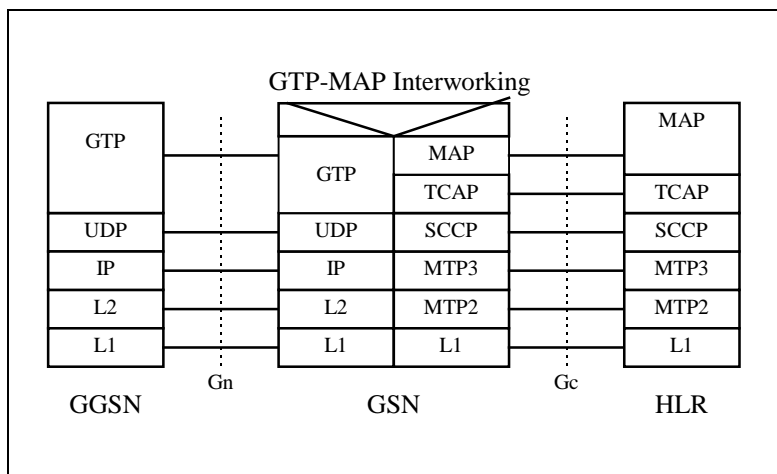 GTP-MAP Interworking
GTP
MAP
MAP
GTP
TCAP
TCAP
UDP
UDP
SCCP
SCCP
IP
IP
MTP3
MTP3
L2
L2
MTP2
MTP2
L1
L1
L1
L1
Gn
Gc
GGSN
GSN
HLR